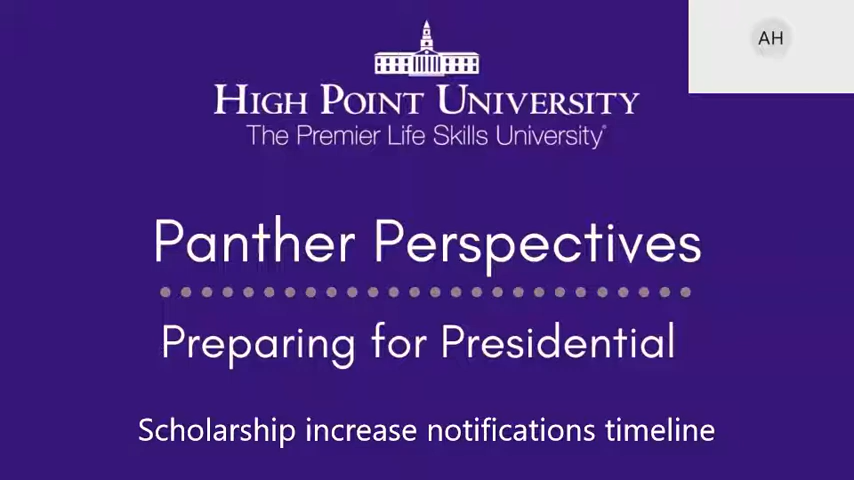 AH
HIGH POINT UNIVERSITY
The Premier Life Skills University®
Panther Perspectives
Preparing for Presidential
Scholarship increase notifications timeline